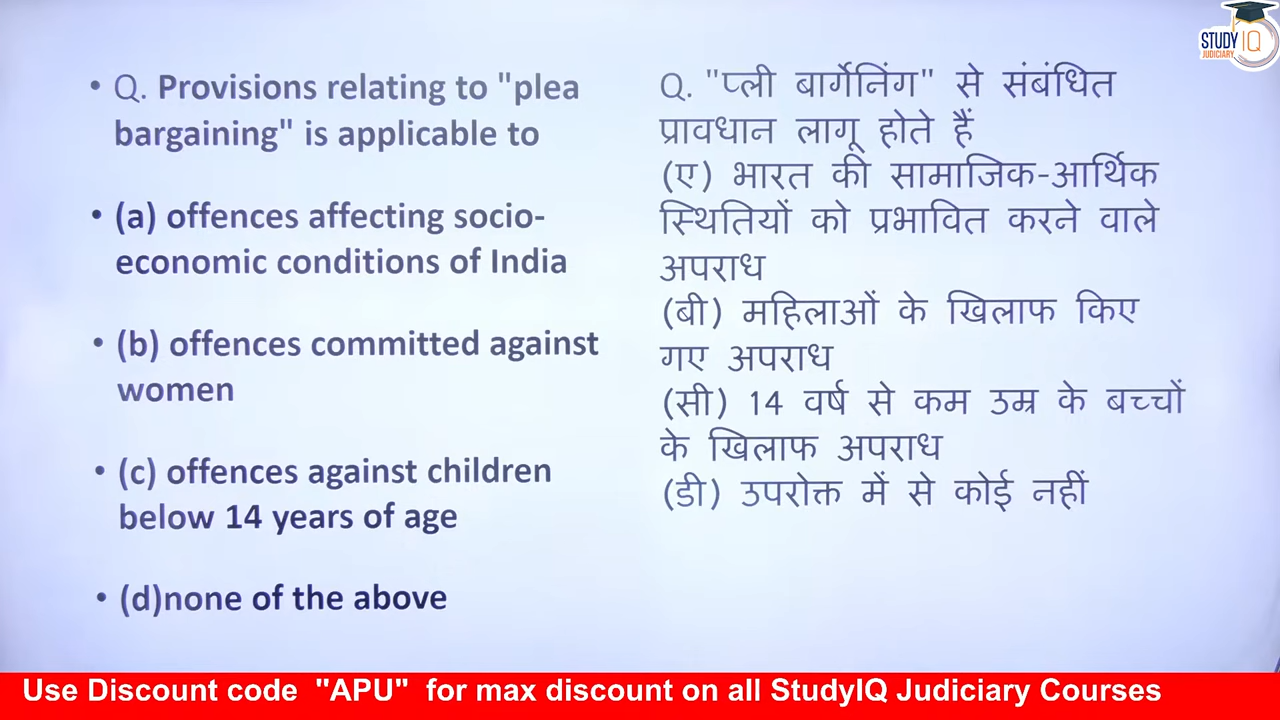 STUDY IQ
JUDICIARY
• Q. Provisions relating to "plea
bargaining" is applicable to
• (a) offences affecting socio-
economic conditions of India
• (b) offences committed against
women
• (c) offences against children
below 14 years of age
• (d)none of the above
Q. "प्ली बार्गेनिंग" से संबंधित
प्रावधान लागू होते हैं
(ए) भारत की सामाजिक-आर्थिक
स्थितियों को प्रभावित करने वाले
अपराध
(बी) महिलाओं के खिलाफ किए
गए अपराध
(सी) 14 वर्ष से कम उम्र के बच्चों
के खिलाफ अपराध
(डी) उपरोक्त में से कोई नहीं
Use Discount code "APU" for max discount on all StudyIQ Judiciary Courses